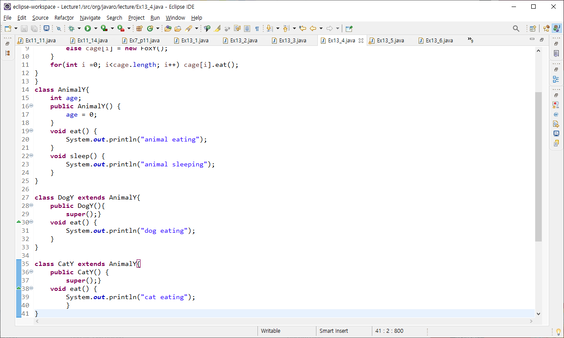 eclipse-workspace - Lecture1/src/org/javaro/lecture/Ex13_4.java - Eclipse IDE
File Edit Source Refactor Navigate Search Project Run Window Help
Ex11_11.java Ex11_14.java Ex7_p11.java Ex13_1.java Ex13_2.java Ex13_3.java Ex13_4.java Ex13_5.java Ex13_6.java
9 else cage[i] = new FoxY();
10 }
11 for(int i =0; i<cage.length; i++) cage[i].eat();
12 }
13 }
14 class AnimalY{
15 int age;
16 public AnimalY() {
17 age = 0;
18 }
19 void eat() {
20 System.out.println("animal eating");
21 }
22 void sleep() {
23 System.out.println("animal sleeping");
24 }
25 }
26
27 class DogY extends AnimalY{
28 public DogY(){
29 super();}
30 void eat() {
31 System.out.println("dog eating");
32 }
33 }
34
35 class CatY extends AnimalY{
36 public CatY() {
37 super();}
38 void eat() {
39 System.out.println("cat eating");
40 }
41 }
Writable Smart Insert 41 : 2 : 800